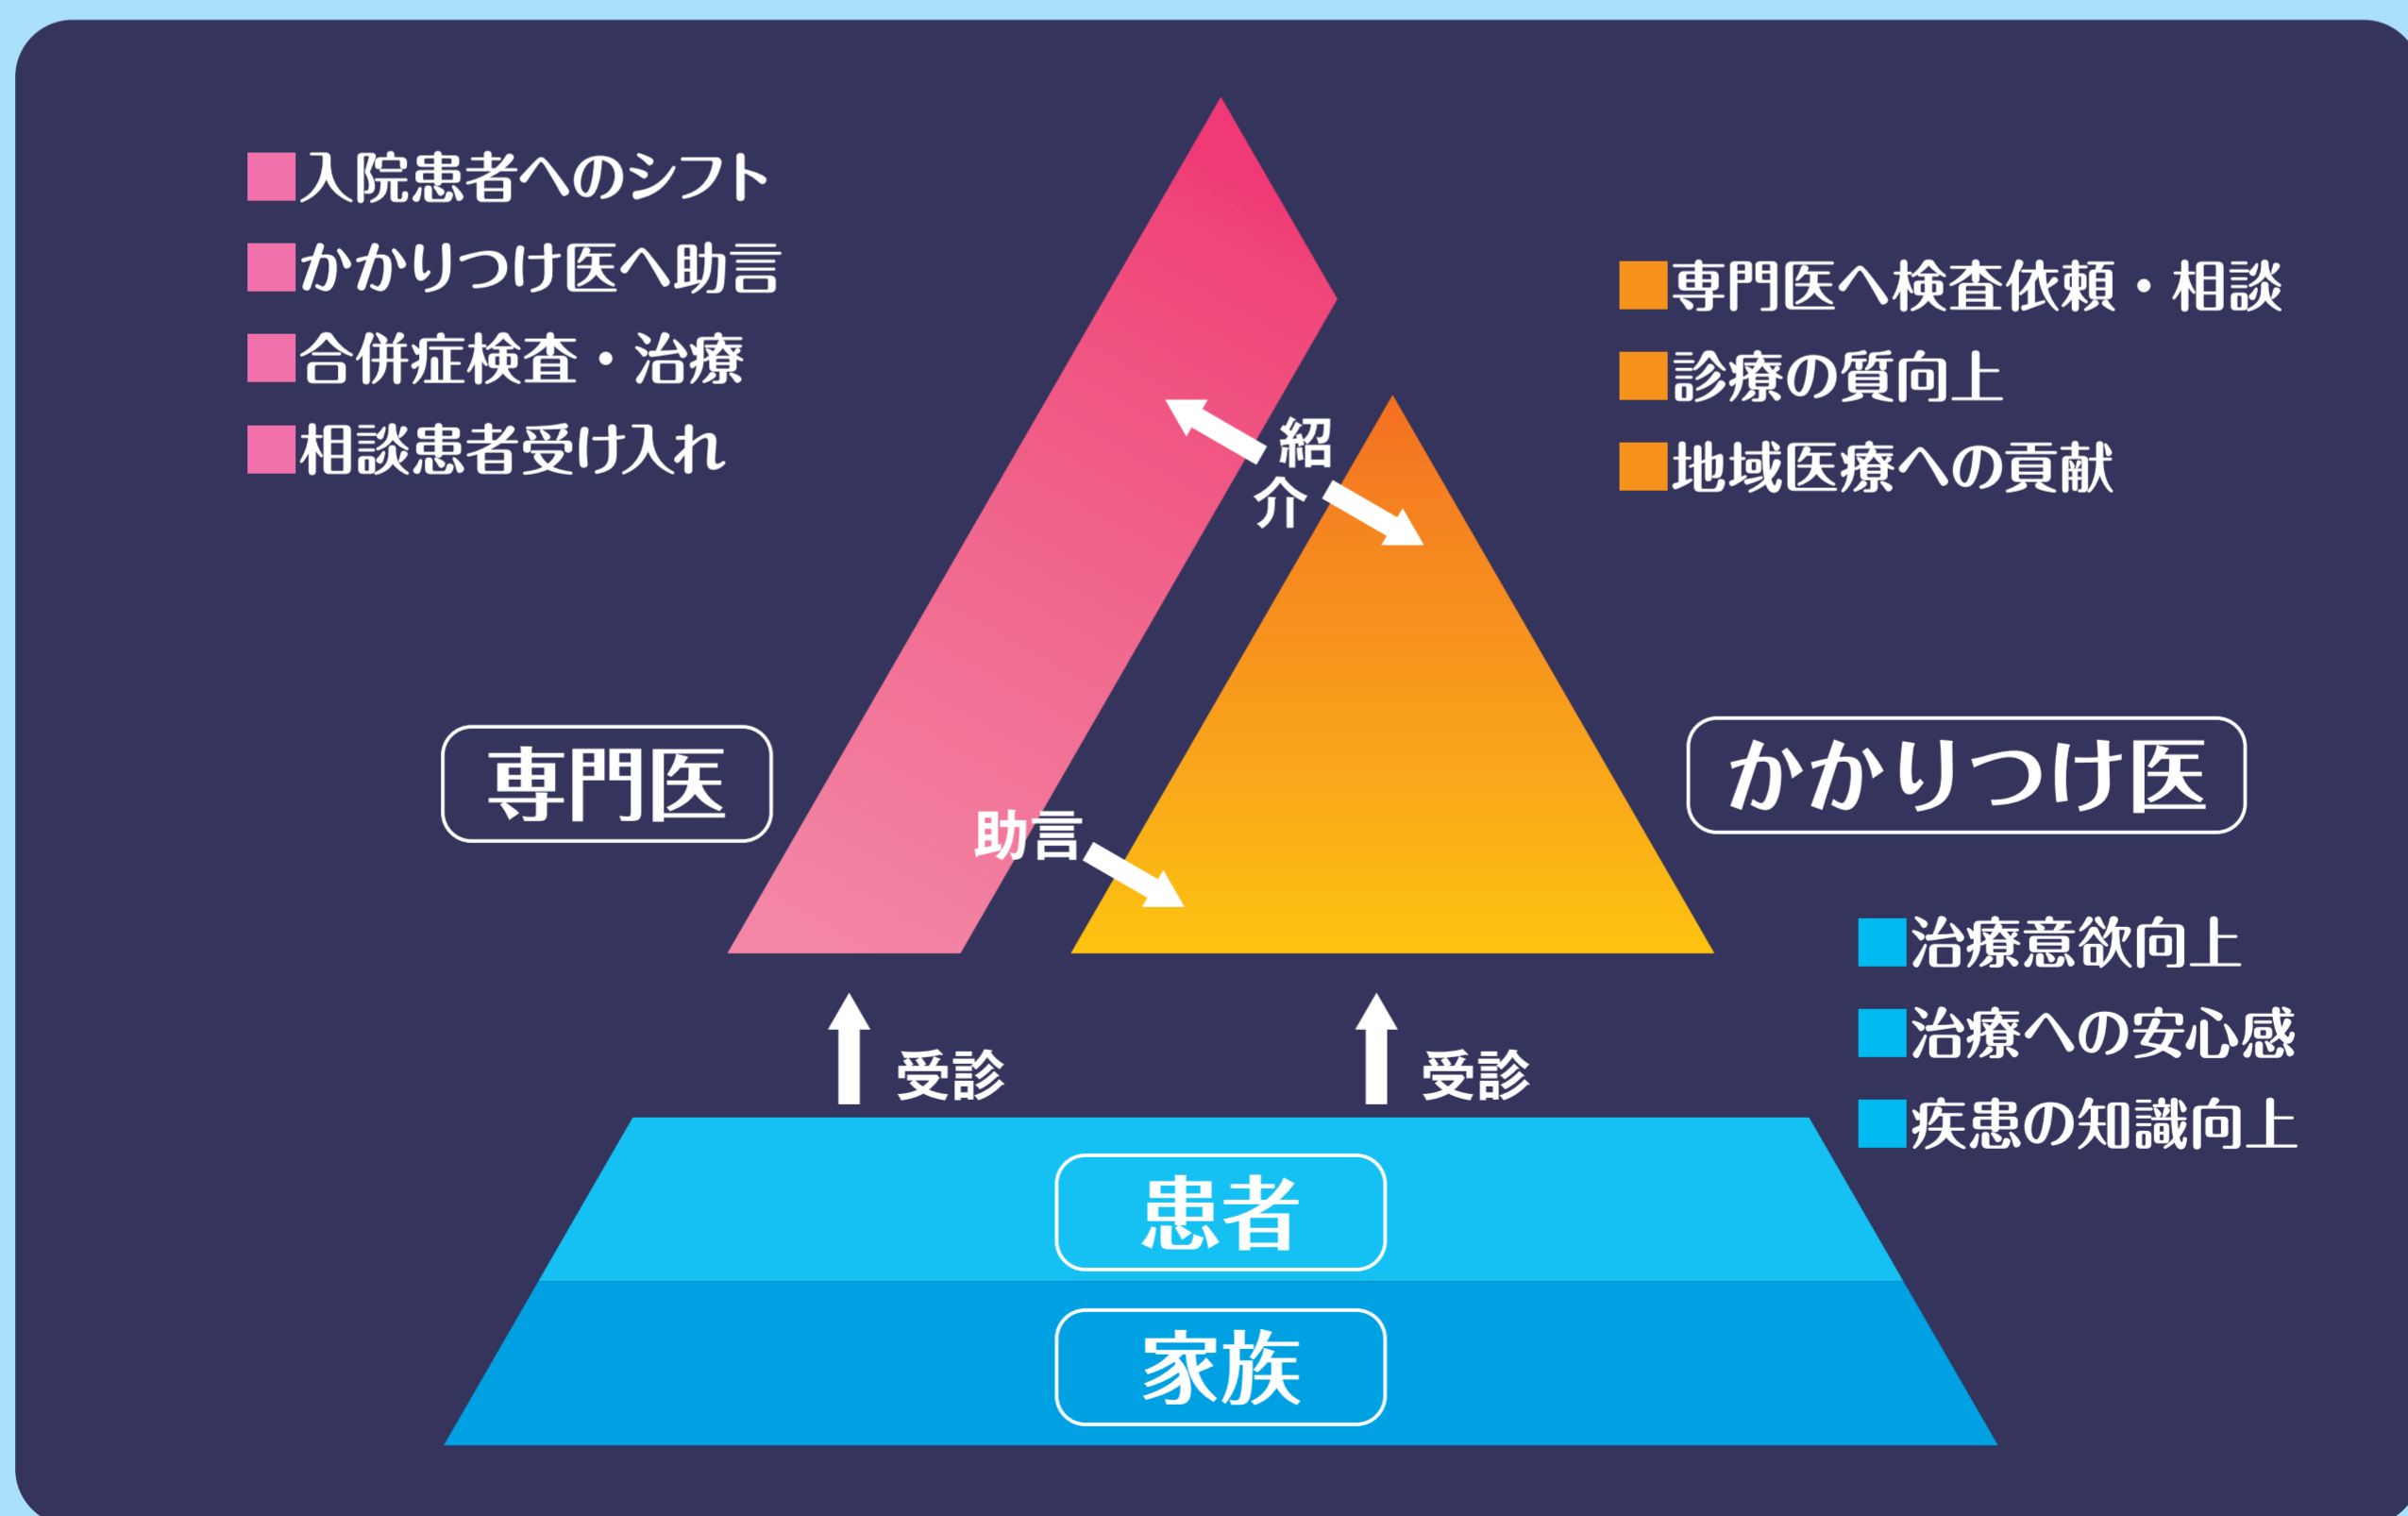 入院患者へのシフト
かかりつけ医へ助言
合併症検査・治療
相談患者受け入れ
専門医へ検査依頼・相談
診療の質向上
地域医療への貢献
紹
介
専門医
かかりつけ医
助言
治療意欲向上
治療への安心感
疾患の知識向上
受診
受診
患者
家族